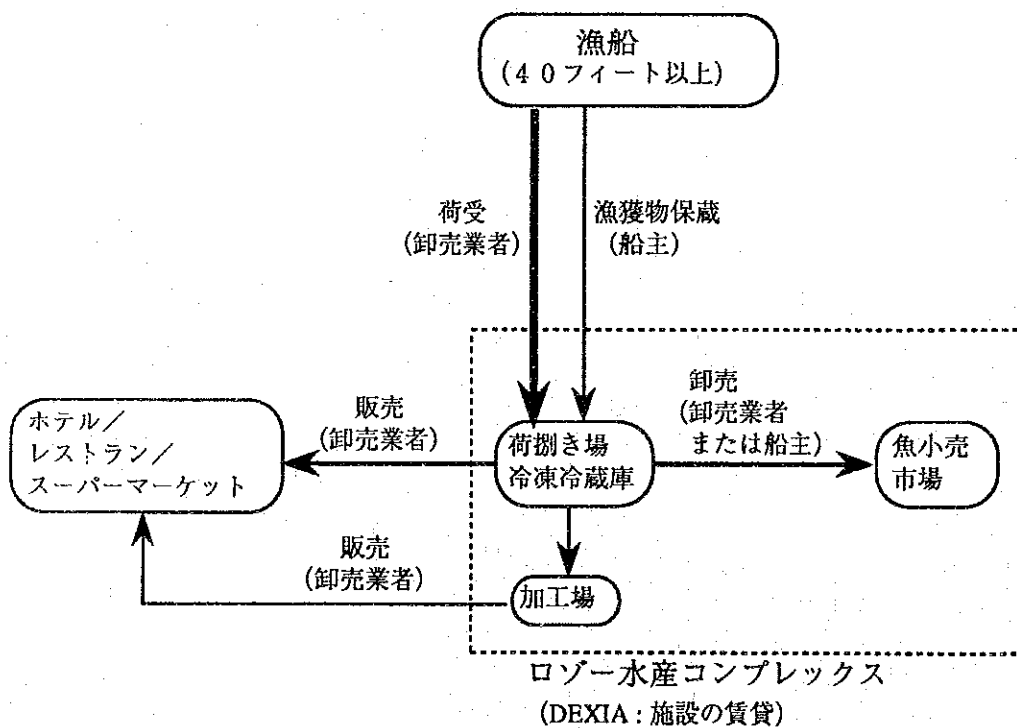 漁船
(40フィート以上)
荷受
(卸売業者)
漁獲物保蔵
(船主)
卸売
(卸売業者
または船主)
販売
(卸売業者)
ホテル/
レストラン/
スーパーマーケット
荷捌き場
冷凍冷蔵庫
魚小売
市場
販売
(卸売業者)
加工場
ロゾー水産コンプレックス
(DEXIA:施設の賃貸)